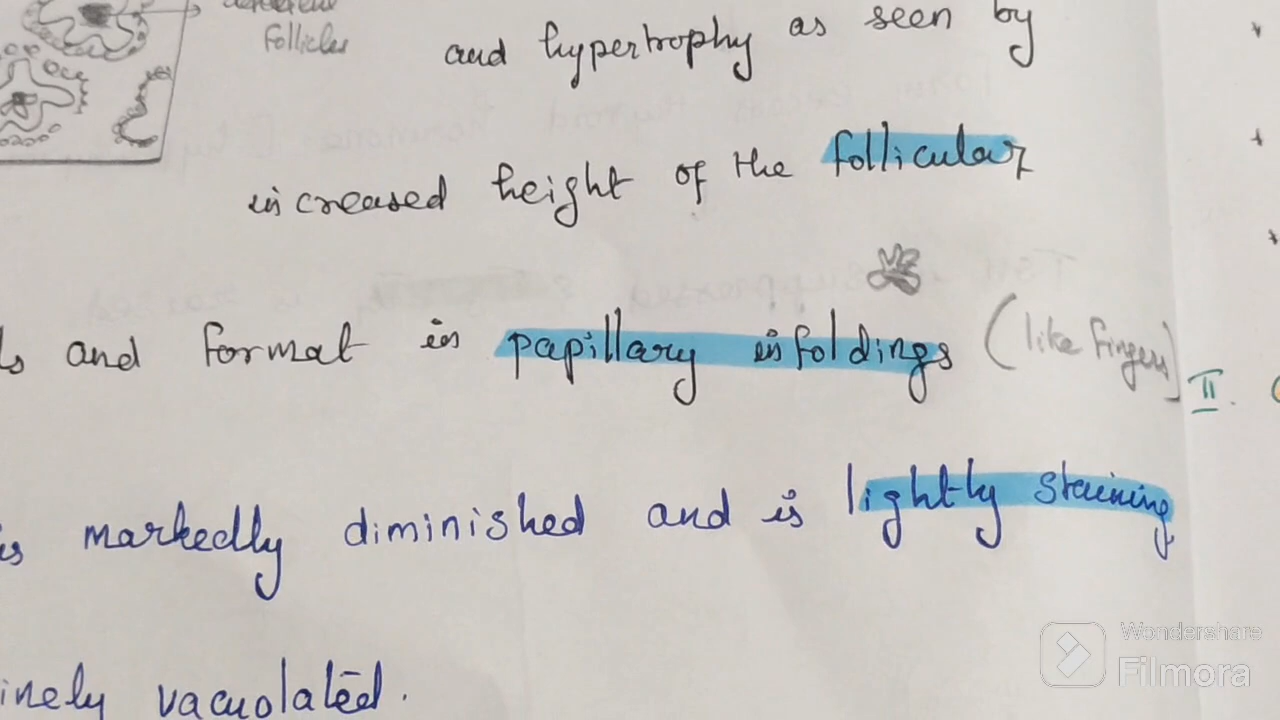 Follicles
and hypertrophy as seen by
increased height of the follicular
and format in papillary infoldings (like fingers)
II.
is markedly diminished and is lightly staining
inely vacuolated.
Wondershare
Filmora